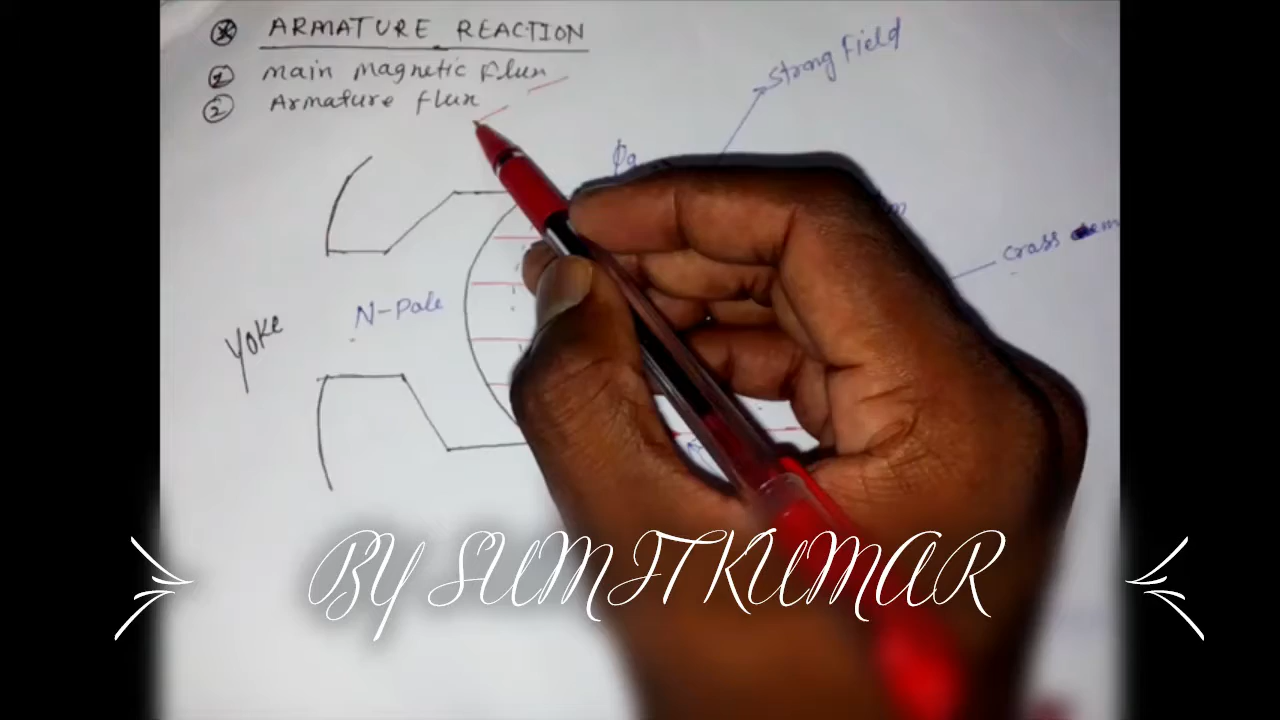 ARMATURE REACTION
① Main Magnetic Flux
② Armature flux
Strong Field
φa
Cross
N-Pole
Yoke
BY SUMIT KUMAR